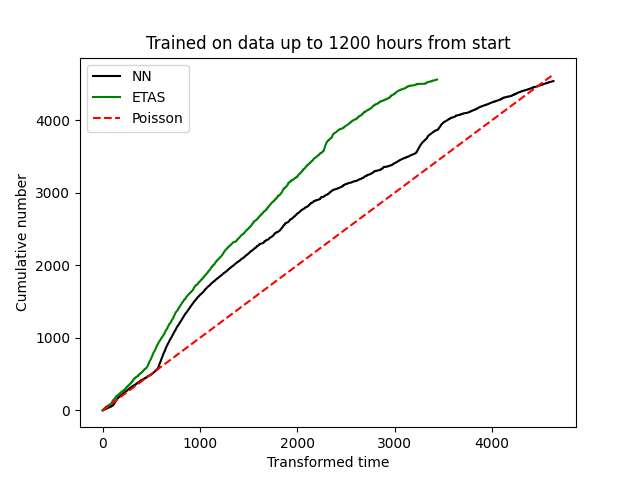 Trained on data up to 1200 hours from start
NN
ETAS
Poisson
Cumulative number
4000
3000
2000
1000
0
0 1000 2000 3000 4000
Transformed time